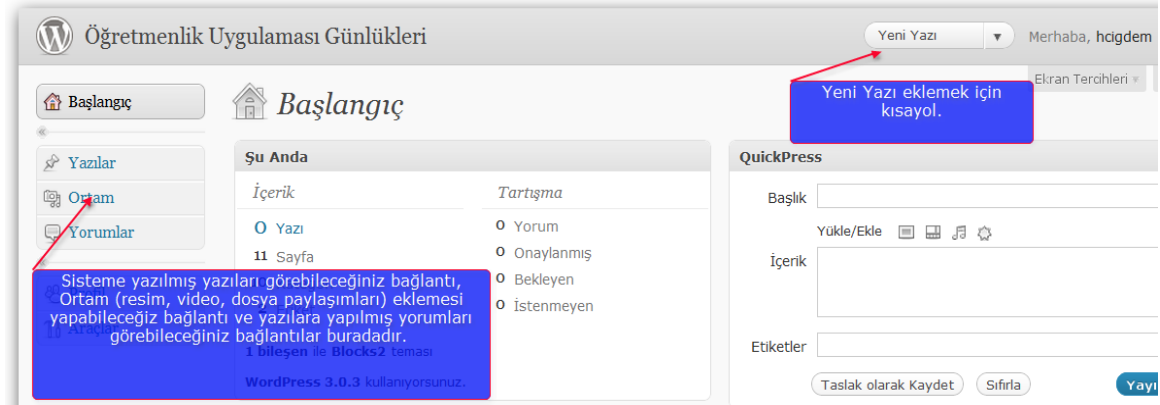 Öğretmenlik Uygulaması Günlükleri
Yeni Yazı
Merhaba, hcigdem
Ekran Tercihleri
Yeni Yazı eklemek için
kısayol.
Başlangıç
Başlangıç
Yazılar
Ortam
Yorumlar
Profil
Araçlar
Şu Anda
İçerik
0 Yazı
11 Sayfa
Tartışma
0 Yorum
0 Onaylanmış
0 Bekleyen
0 İstenmeyen
Sisteme yazılmış yazıları görebileceğiniz bağlantı,
Ortam (resim, video, dosya paylaşımları) eklemesi
yapabileceğiz bağlantı ve yazılara yapılmış yorumları
görebileceğiniz bağlantılar buradadır.
1 bileşen ile Blocks2 teması
WordPress 3.0.3 kullanıyorsunuz.
QuickPress
Başlık
Yükle/Ekle
İçerik
Etiketler
Taslak olarak Kaydet
Sıfırla